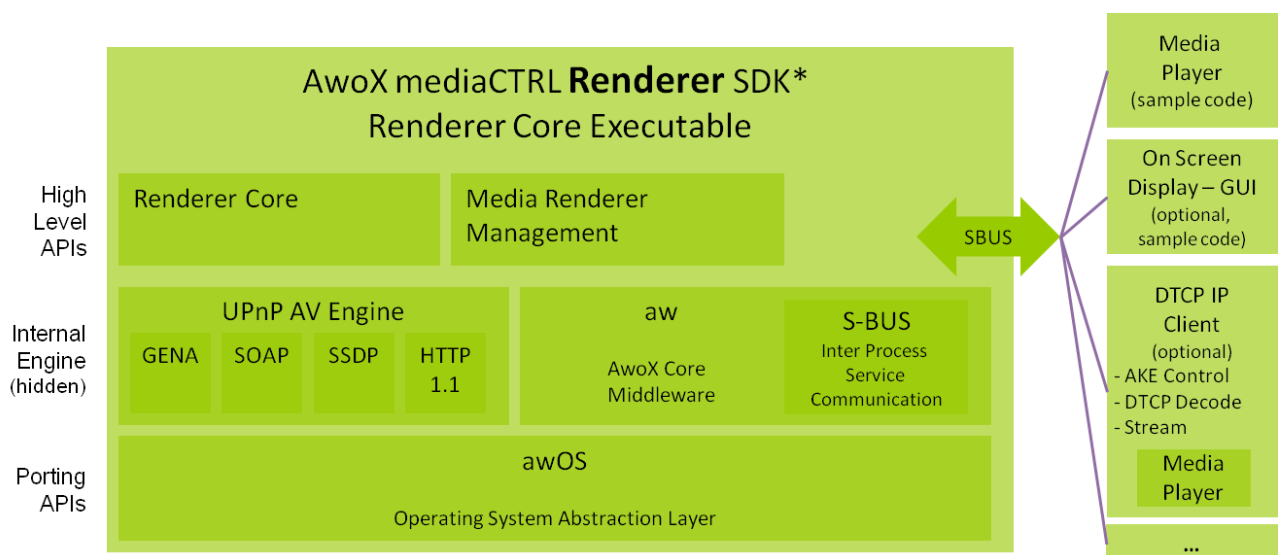 AwoX mediaCTRL Renderer SDK*
Renderer Core Executable
High
Level
APIs
Renderer Core
Media Renderer
Management
SBUS
Internal
Engine
(hidden)
UPnP AV Engine
GENA
SOAP
SSDP
HTTP
1.1
aw
AwoX Core
Middleware
S-BUS
Inter Process
Service
Communication
Porting
APIs
awOS
Operating System Abstraction Layer
Media
Player
(sample code)
On Screen
Display – GUI
(optional,
sample code)
DTCP IP
Client
(optional)
- AKE Control
- DTCP Decode
- Stream
Media
Player
...